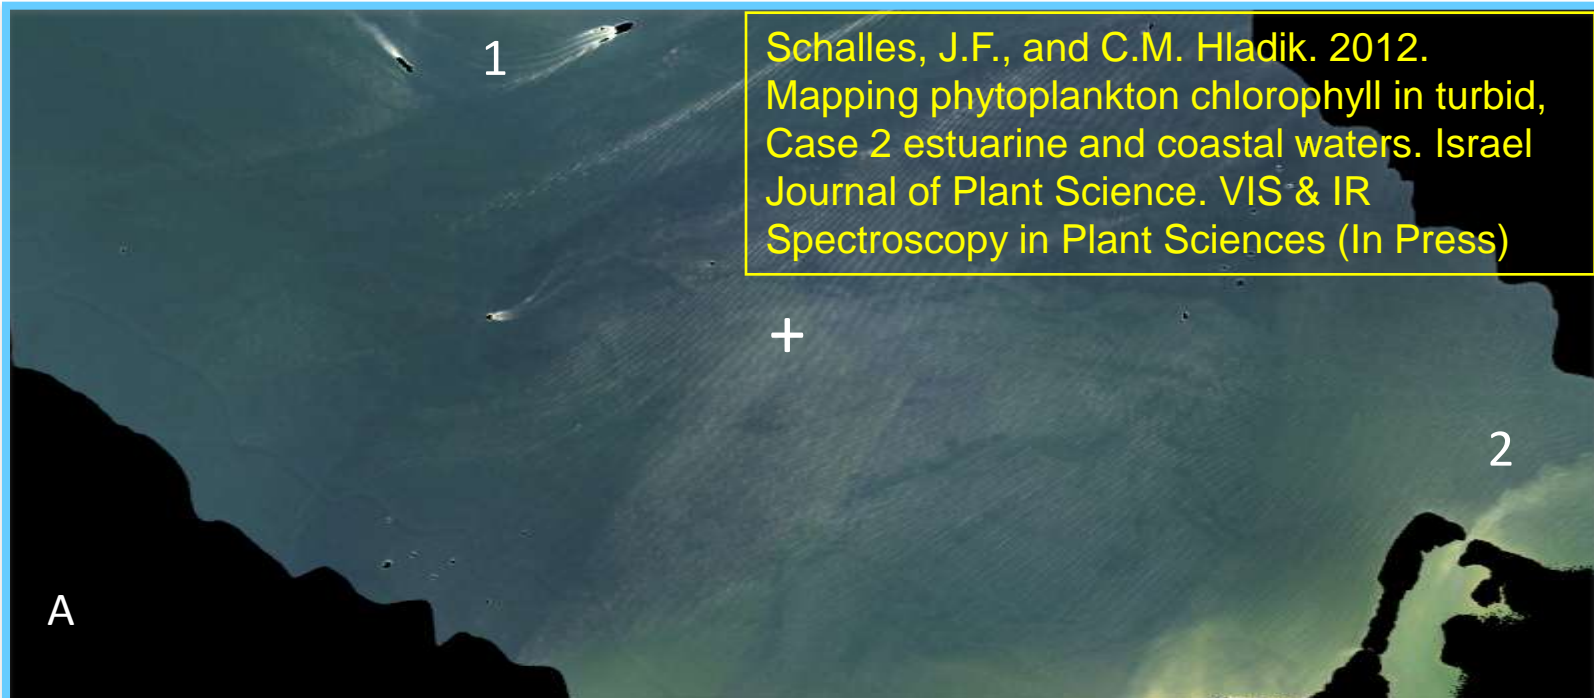 1
Schalles, J.F., and C.M. Hladik. 2012.
Mapping phytoplankton chlorophyll in turbid,
Case 2 estuarine and coastal waters. Israel
Journal of Plant Science. VIS & IR
Spectroscopy in Plant Sciences (In Press)
+
2
A